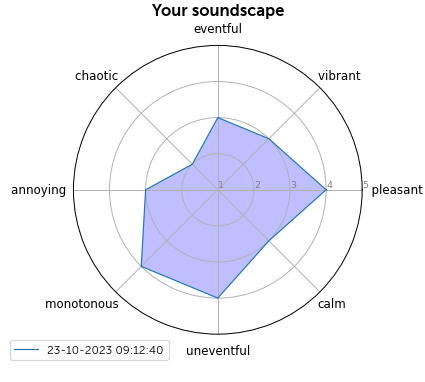 Your soundscape
eventful
chaotic
vibrant
annoying
1 2 3 4 5
pleasant
monotonous
calm
uneventful
23-10-2023 09:12:40